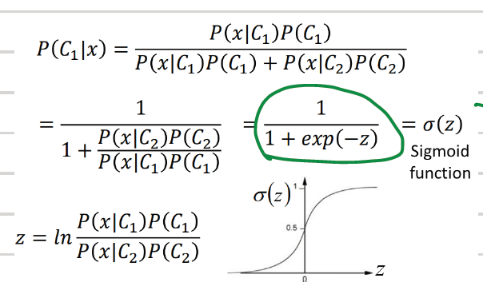 P(C₁|x) = P(x|C₁)P(C₁) / P(x|C₁)P(C₁) + P(x|C₂)P(C₂)
= 1 / 1 + P(x|C₂)P(C₂) / P(x|C₁)P(C₁) = 1 / 1 + exp(−z) = σ(z)
Sigmoid
function
z = ln P(x|C₁)P(C₁) / P(x|C₂)P(C₂)
σ(z)
1
0.5
0
z